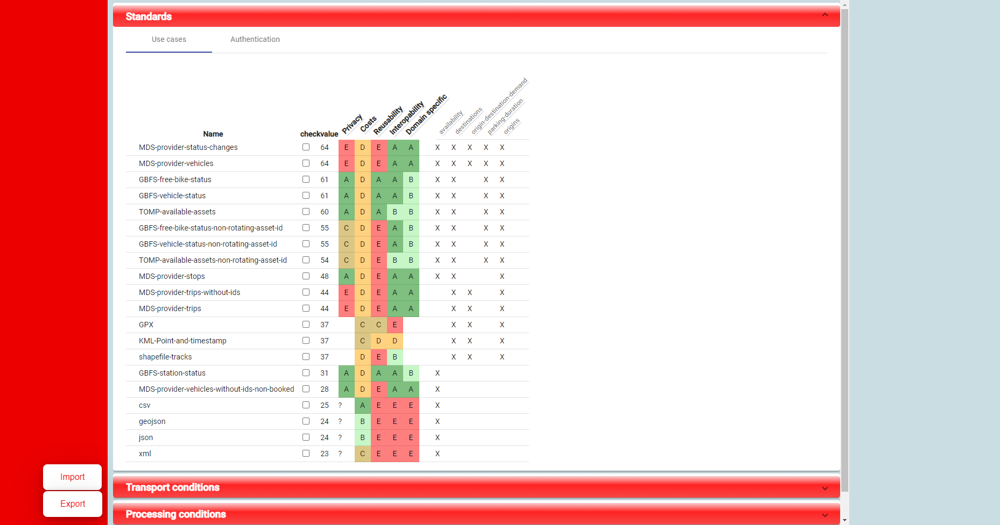 Standards
Use cases Authentication
Name checkvalue Privacy Costs Reusability Interopability Domain specific availability destinations origin-destination-demand parking-duration origins
MDS-provider-status-changes 64 E D E A A X X X X X
MDS-provider-vehicles 64 E D E A A X X X X X
GBFS-free-bike-status 61 A D A A B X X X X
GBFS-vehicle-status 61 A D A A B X X X X
TOMP-available-assets 60 A D A B B X X X X
GBFS-free-bike-status-non-rotating-asset-id 55 C D E A B X X X X
GBFS-vehicle-status-non-rotating-asset-id 55 C D E A B X X X X
TOMP-available-assets-non-rotating-asset-id 54 C D E B B X X X X
MDS-provider-stops 48 A D E A A X X X
MDS-provider-trips-without-ids 44 E D E A A X X X
MDS-provider-trips 44 E D E A A X X X
GPX 37 C C E X X X
KML-Point-and-timestamp 37 C D D X X X
shapefile-tracks 37 D E B X X X
GBFS-station-status 31 A D A A B X
MDS-provider-vehicles-without-ids-non-booked 28 A D E A A X
csv 25 ? A E E E X
geojson 24 ? B E E E X
json 24 ? B E E E X
xml 23 ? C E E E X
Import
Export
Transport conditions
Processing conditions